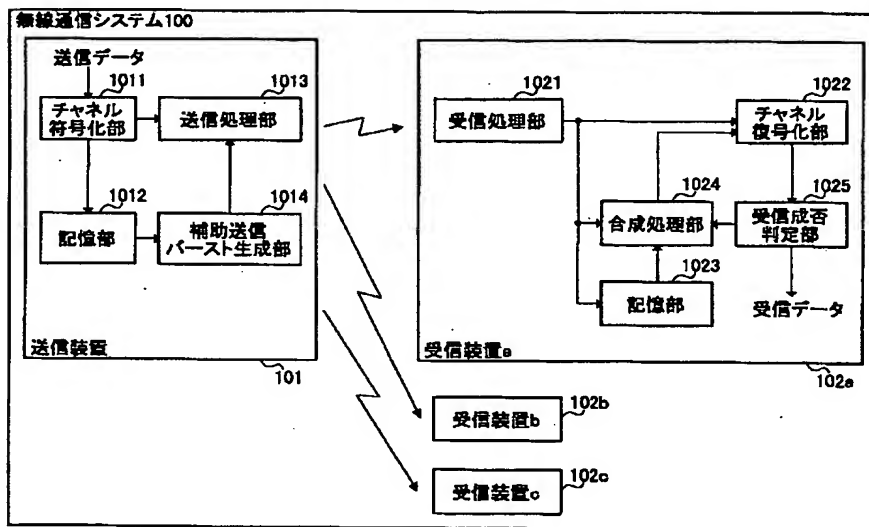 無線通信システム100
送信データ
1011
チャネル
符号化部
1013
送信処理部
1012
記憶部
1014
補助送信
バースト生成部
送信装置
101
1021
受信処理部
1022
チャネル
復号化部
1024
合成処理部
1025
受信成否
判定部
1023
記憶部
受信データ
受信装置a
102a
102b
受信装置b
102c
受信装置c